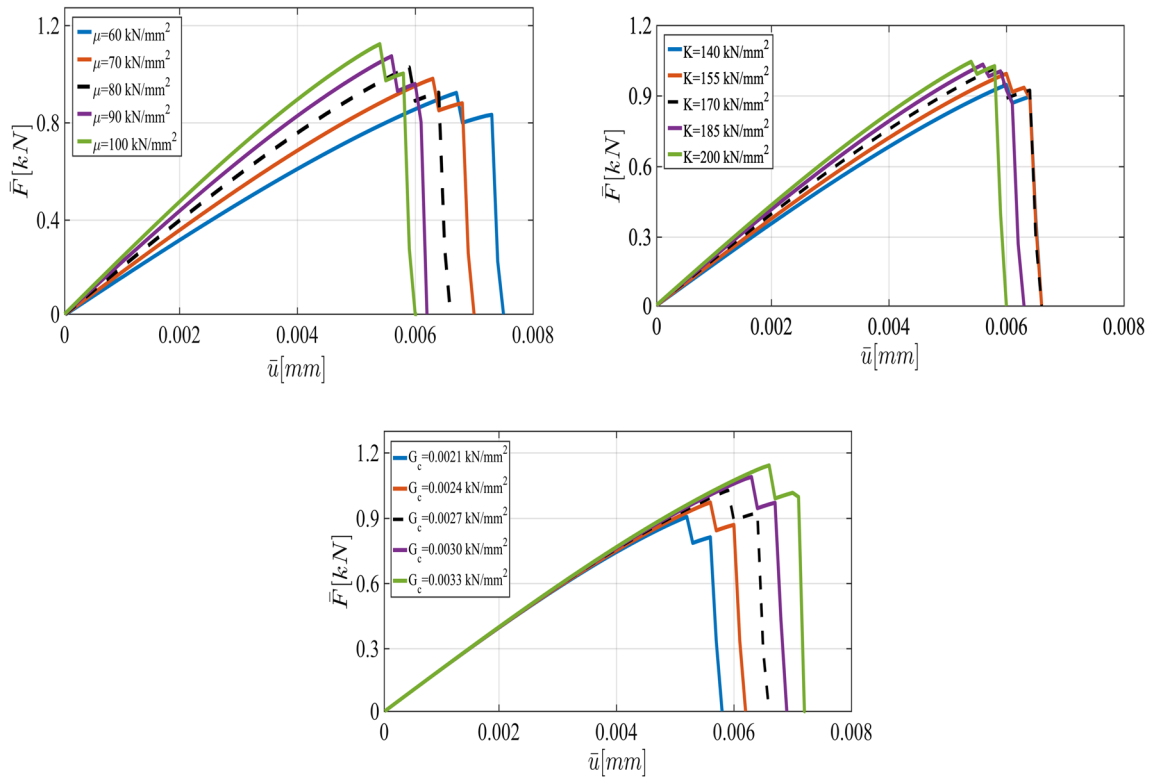 1.2
0.8
0.4
0
F̄[kN]
μ=60 kN/mm²
μ=70 kN/mm²
μ=80 kN/mm²
μ=90 kN/mm²
μ=100 kN/mm²
0 0.002 0.004 0.006 0.008
ū[mm]
1.2
0.9
0.6
0.3
0
F̄[kN]
K=140 kN/mm²
K=155 kN/mm²
K=170 kN/mm²
K=185 kN/mm²
K=200 kN/mm²
0 0.002 0.004 0.006 0.008
ū[mm]
1.2
0.9
0.6
0.3
0
F̄[kN]
G_c=0.0021 kN/mm²
G_c=0.0024 kN/mm²
G_c=0.0027 kN/mm²
G_c=0.0030 kN/mm²
G_c=0.0033 kN/mm²
0 0.002 0.004 0.006 0.008
ū[mm]